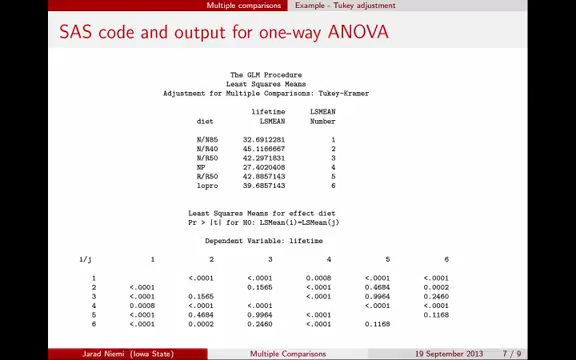 Multiple comparisons Example - Tukey adjustment
SAS code and output for one-way ANOVA
The GLM Procedure
Least Squares Means
Adjustment for Multiple Comparisons: Tukey-Kramer
lifetime LSMEAN
diet LSMEAN Number
N/N85 32.6912281 1
N/R40 45.1166667 2
N/R50 42.2971831 3
NP 27.4020408 4
R/R50 42.8857143 5
lopro 39.6857143 6
Least Squares Means for effect diet
Pr > |t| for H0: LSMean(i)=LSMean(j)
Dependent Variable: lifetime
i/j 1 2 3 4 5 6
1 <.0001 <.0001 0.0008 <.0001 <.0001
2 <.0001 0.1565 <.0001 0.4684 0.0002
3 <.0001 0.1565 <.0001 0.9964 0.2460
4 0.0008 <.0001 <.0001 <.0001 <.0001
5 <.0001 0.4684 0.9964 <.0001 0.1168
6 <.0001 0.0002 0.2460 <.0001 0.1168
Jarad Niemi (Iowa State) Multiple Comparisons 19 September 2013 7 / 9